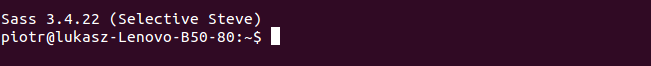 Sass 3.4.22 (Selective Steve)
piotr@lukasz-Lenovo-B50-80:~$